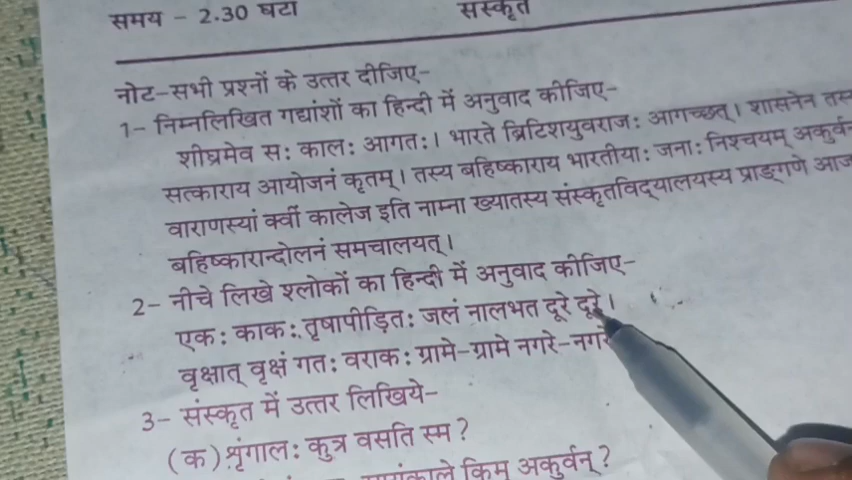 समय - 2.30 घटा
सस्कृत
नोट-सभी प्रश्नों के उत्तर दीजिए-
1- निम्नलिखित गद्यांशों का हिन्दी में अनुवाद कीजिए-
शीघ्रमेव सः कालः आगतः। भारते ब्रिटिशयुवराजः आगच्छत्। शासनेन
सत्काराय आयोजनं कृतम्। तस्य बहिष्काराय भारतीयाः जनाः निश्चयम्
वाराणस्यां क्वीं कालेज इति नाम्ना ख्यातस्य संस्कृतविद्यालयस्य प्राङ्गणे
बहिष्कारान्दोलनं समचालयत्।
2- नीचे लिखे श्लोकों का हिन्दी में अनुवाद कीजिए-
एकः काकः तृषापीड़ितः जलं नालभत दूरे दूरे।
वृक्षात् वृक्षं गतः वराकः ग्रामे-ग्रामे नगरे-नगरे
3- संस्कृत में उत्तर लिखिये-
(क) शृंगालः कुत्र वसति स्म?
किम् अकुर्वन्?